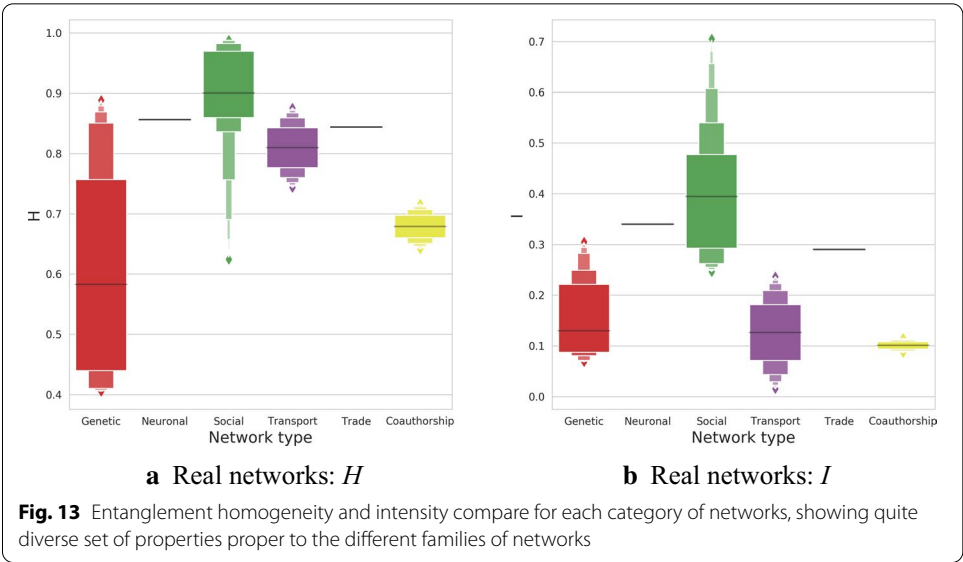 1.0
0.9
0.8
0.7
0.6
0.5
0.4
H
Genetic Neuronal Social Transport Trade Coauthorship
Network type
a Real networks: H
0.7
0.6
0.5
0.4
0.3
0.2
0.1
0.0
I
Genetic Neuronal Social Transport Trade Coauthorship
Network type
b Real networks: I
Fig. 13 Entanglement homogeneity and intensity compare for each category of networks, showing quite
diverse set of properties proper to the different families of networks